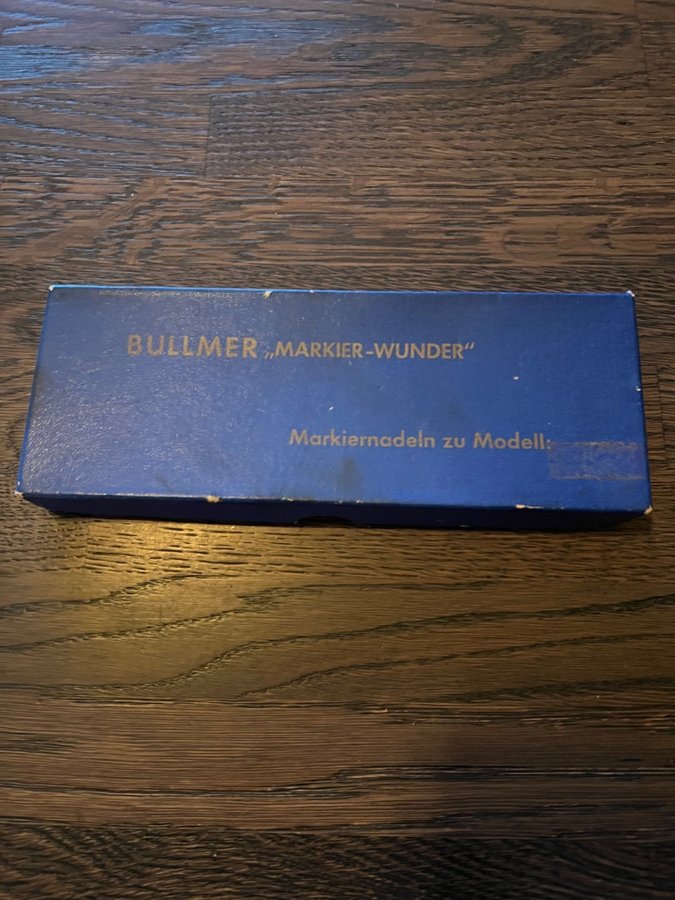 BULLMER „MARKIER-WUNDER“
Markiernadeln zu Modell: